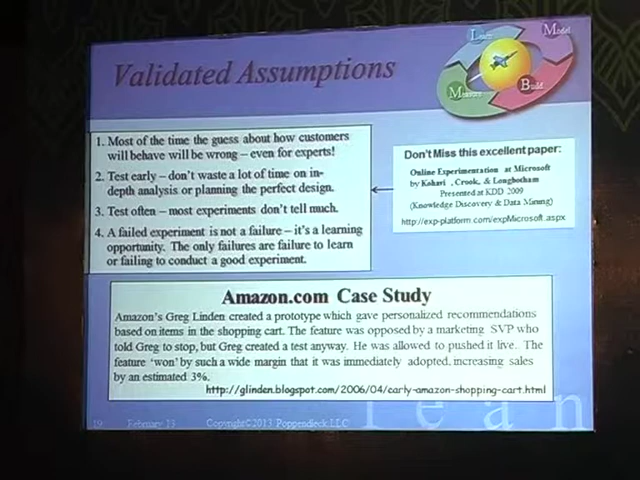 Validated Assumptions
Learn
Model
Measure
Build
1. Most of the time the guess about how customers
will behave will be wrong – even for experts!
2. Test early – don't waste a lot of time on in-
depth analysis or planning the perfect design.
3. Test often – most experiments don't tell much.
4. A failed experiment is not a failure – it's a learning
opportunity. The only failures are failure to learn
or failing to conduct a good experiment.
Don't Miss this excellent paper:
Online Experimentation at Microsoft
by Kohavi , Crook, & Longbotham
Presented at KDD 2009
(Knowledge Discovery & Data Mining)
http://exp-platform.com/expMicrosoft.aspx
Amazon.com Case Study
Amazon's Greg Linden created a prototype which gave personalized recommendations
based on items in the shopping cart. The feature was opposed by a marketing SVP who
told Greg to stop, but Greg created a test anyway. He was allowed to pushed it live. The
feature 'won' by such a wide margin that it was immediately adopted, increasing sales
by an estimated 3%.
http://glinden.blogspot.com/2006/04/early-amazon-shopping-cart.html
19 February 13 Copyright©2013 Poppendieck.LLC
lean